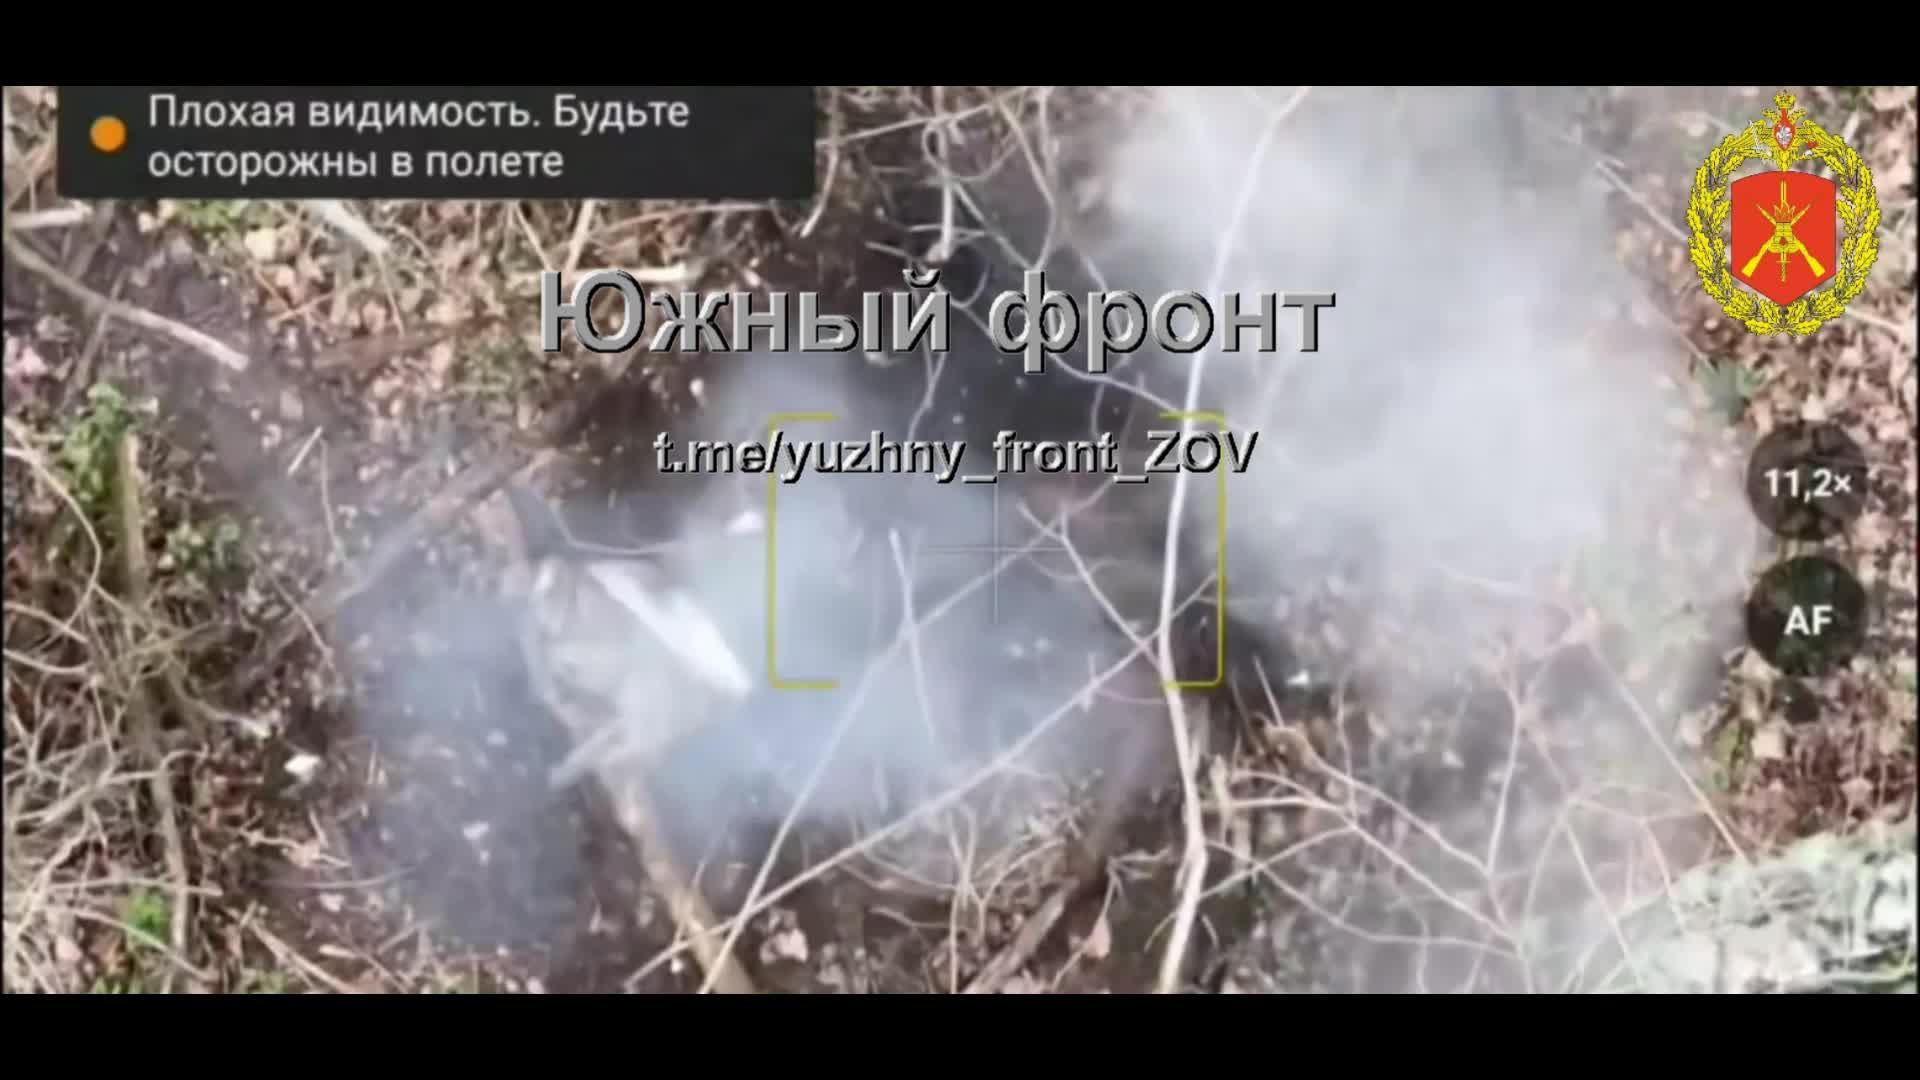 Плохая видимость. Будьте
осторожны в полете
Южный фронт
t.me/yuzhny_front_ZOV
11,2×
AF